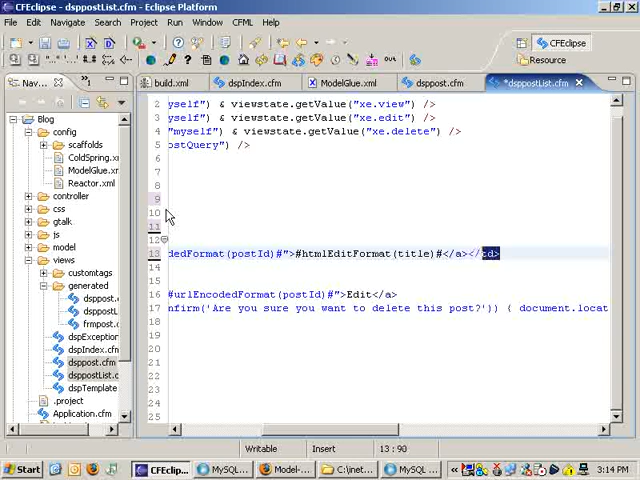 CFEclipse - dsppostList.cfm - Eclipse Platform
File Edit Navigate Search Project Run Window CFML Help
CFEclipse
Resource
Nav...
build.xml
dspIndex.cfm
ModelGlue.xml
dsppost.cfm
*dsppostList.cfm
Blog
config
scaffolds
ColdSpring.xm
ModelGlue.xm
Reactor.xml
controller
css
gtk
js
model
views
customtags
generated
dsppost.
dsppostL
frmpost.
dspException
dspIndex.cfm
dsppost.cfm
dsppostList.c
dspTemplate
.project
Application.cfm
2 yself") & viewstate.getValue("xe.view") />
3 yself") & viewstate.getValue("xe.edit") />
4 "myself") & viewstate.getValue("xe.delete") />
5 ostQuery") />
6
7
8
9
10
11
12
13 dedFormat(postId)#">#htmlEditFormat(title)#</a></td>
14
15
16 #urlEncodedFormat(postId)#">Edit</a>
17 nfirm('Are you sure you want to delete this post?')) { document.locat
18
19
20
21
22
23
24
25
Writable Insert 13 : 90
Start CFEclip... MySQL ... Model-... C:\inet... MySQL ... 3:14 PM